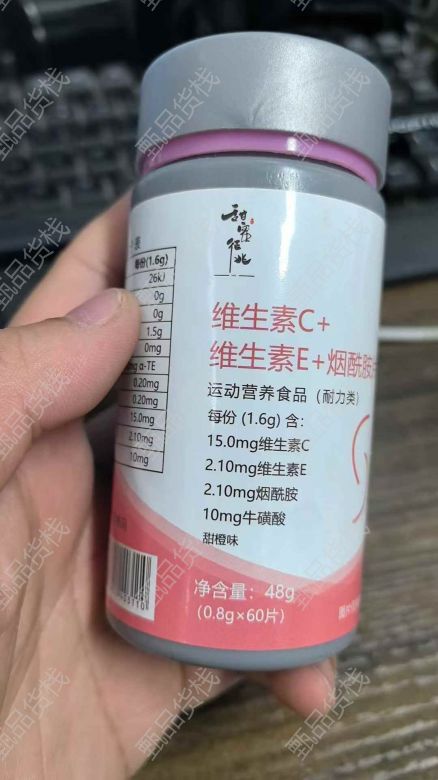 甜蜜征兆
每份(1.6g)
26kJ
0g
0g
1.5g
0mg
mg α-TE
0.20mg
0.20mg
15.0mg
2.10mg
10mg
维生素C+
维生素E+烟酰胺
运动营养食品（耐力类）
每份 (1.6g) 含：
15.0mg维生素C
2.10mg维生素E
2.10mg烟酰胺
10mg牛磺酸
甜橙味
净含量：48g
(0.8g×60片)
甄品货栈